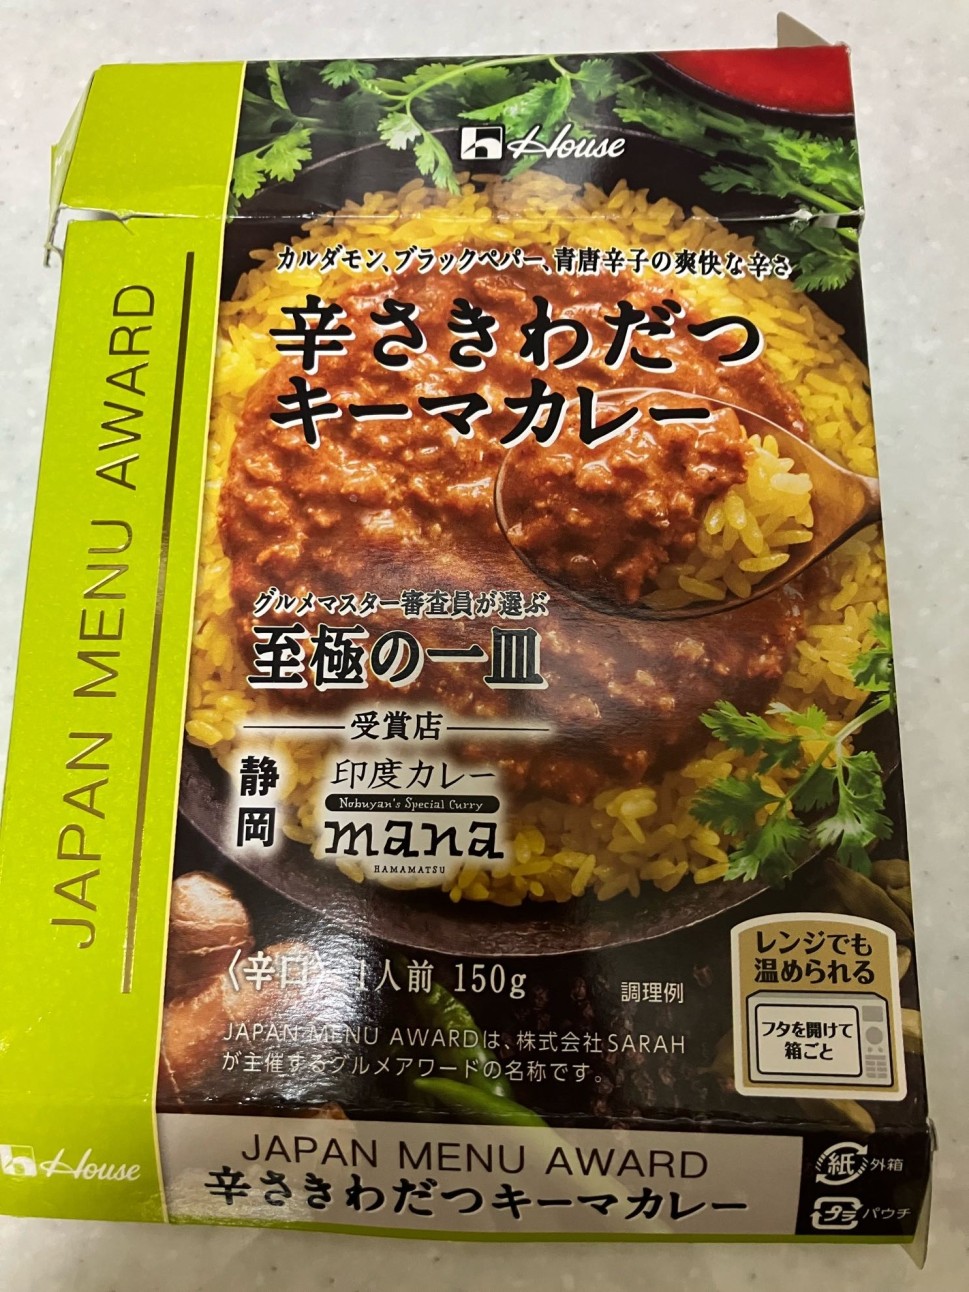 House
カルダモン、ブラックペパー、青唐辛子の爽快な辛さ
辛さきわだつ
キーマカレー
グルメマスター審査員が選ぶ
至極の一皿
受賞店
静岡
印度カレー
Nobuyan's Special Curry
mana
HAMAMATSU
〈辛口〉 1人前 150g
調理例
JAPAN MENU AWARDは、株式会社SARAH
が主催するグルメアワードの名称です。
レンジでも
温められる
フタを開けて
箱ごと
JAPAN MENU AWARD
House
JAPAN MENU AWARD
辛さきわだつキーマカレー
紙 外箱
プラ パウチ